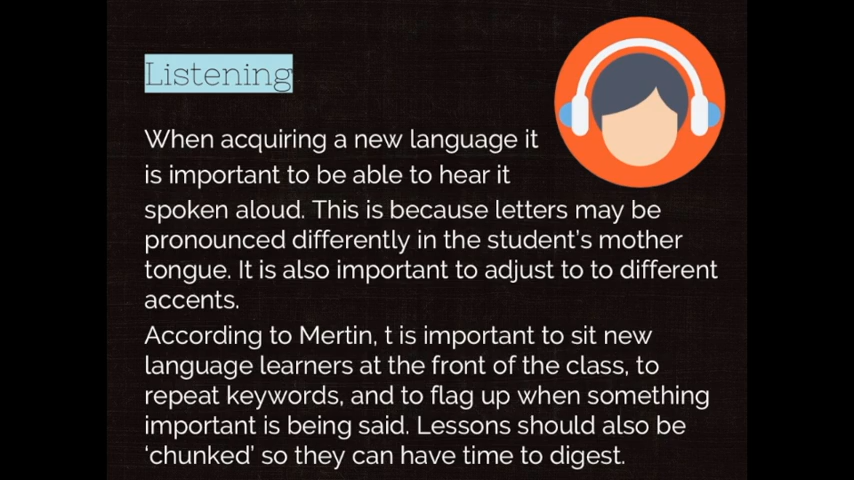 Listening
When acquiring a new language it
is important to be able to hear it
spoken aloud. This is because letters may be
pronounced differently in the student's mother
tongue. It is also important to adjust to to different
accents.
According to Mertin, t is important to sit new
language learners at the front of the class, to
repeat keywords, and to flag up when something
important is being said. Lessons should also be
‘chunked’ so they can have time to digest.